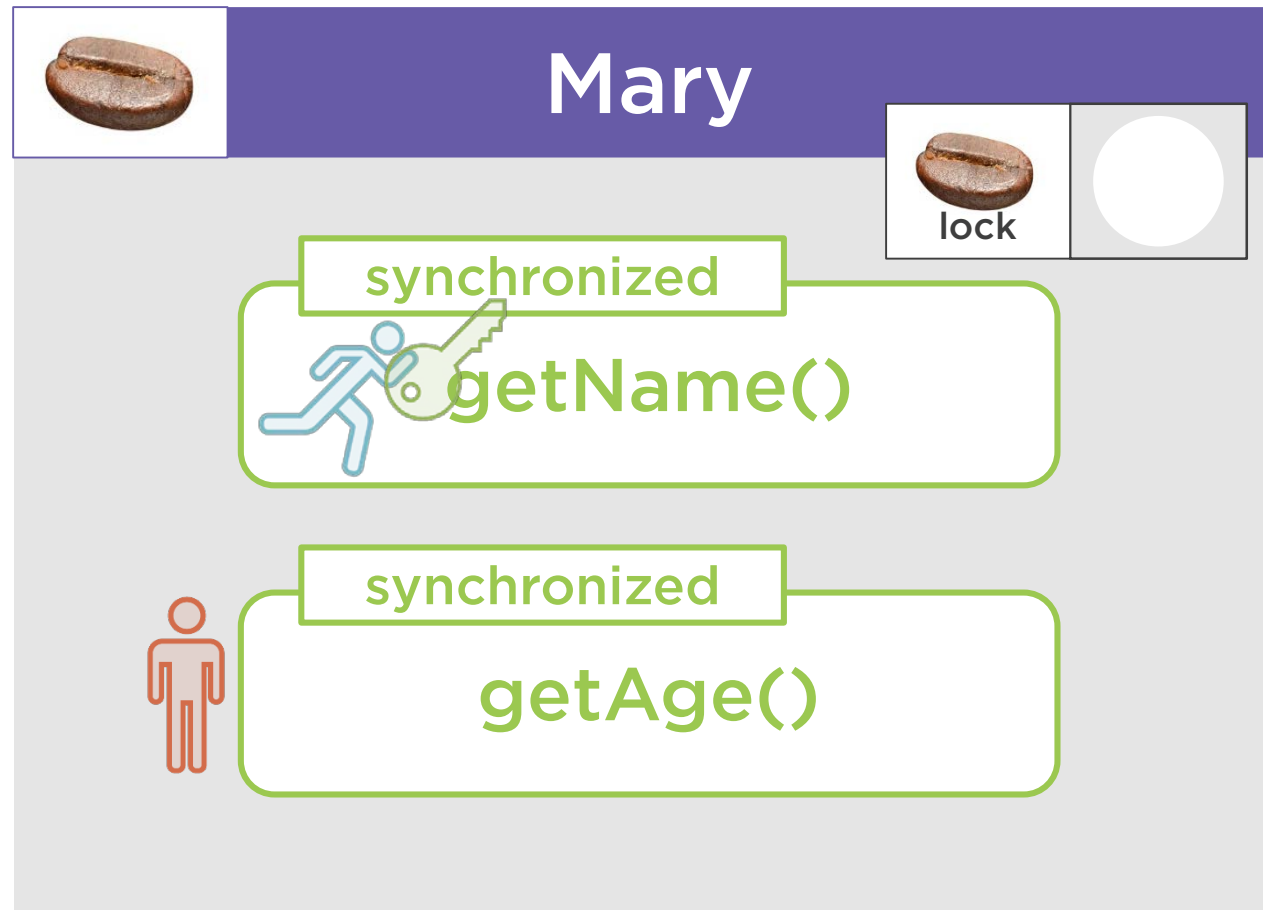 Mary
lock
synchronized
getName()
synchronized
getAge()